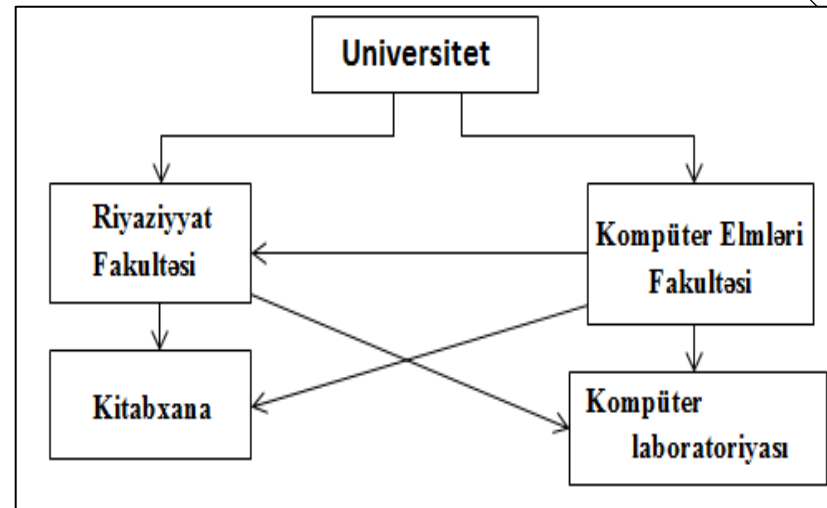 Universitet
Riyaziyyat
Fakultəsi
Kompüter Elmləri
Fakultəsi
Kitabxana
Kompüter
laboratoriyası